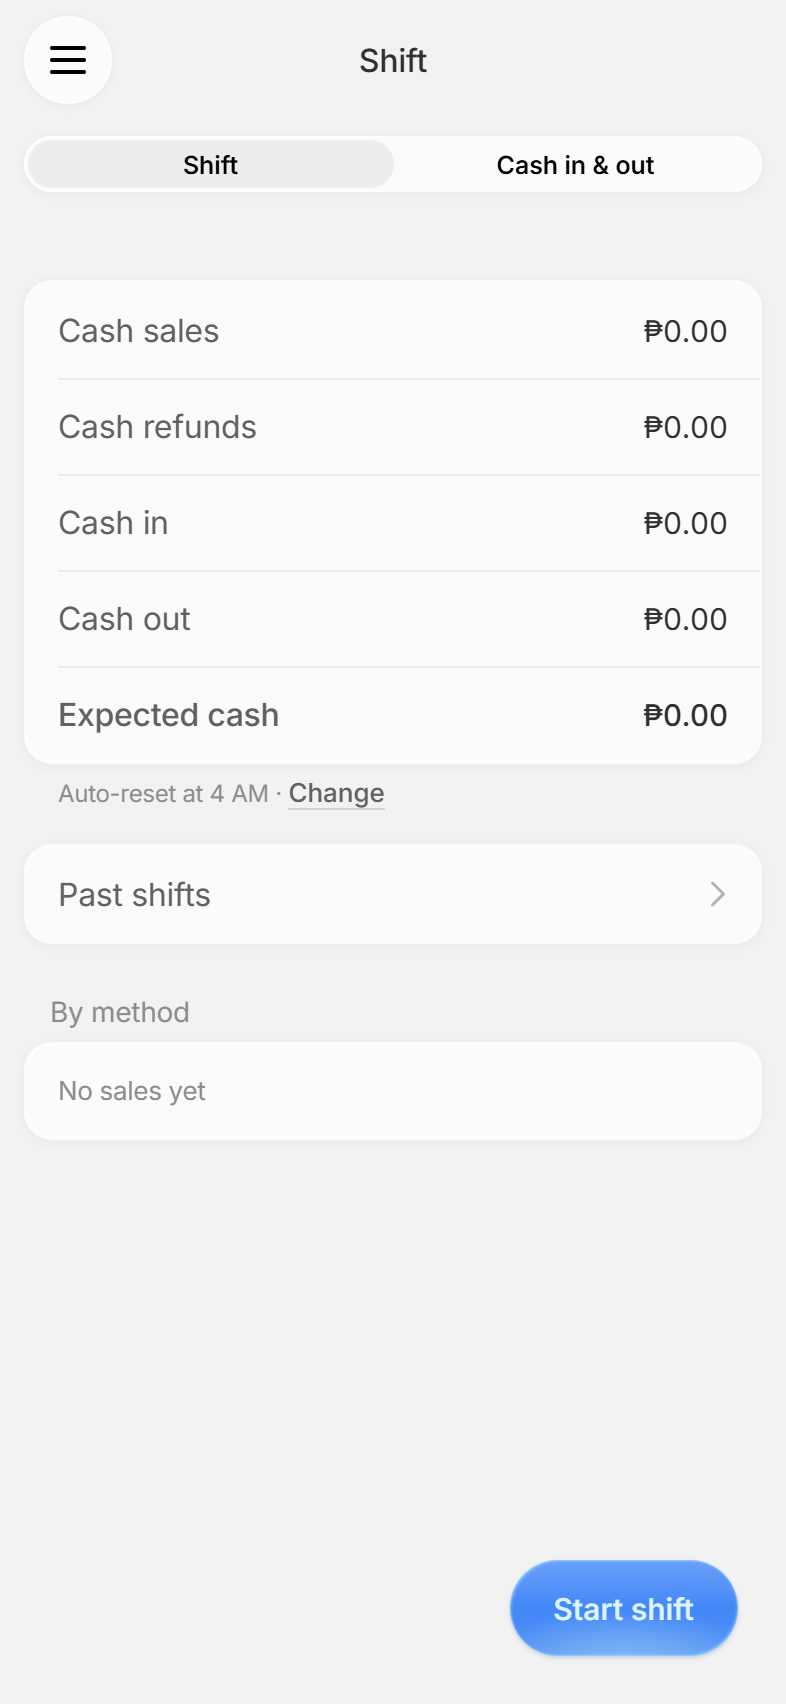 Shift
Shift
Cash in & out
Cash sales ₱0.00
Cash refunds ₱0.00
Cash in ₱0.00
Cash out ₱0.00
Expected cash ₱0.00
Auto-reset at 4 AM · Change
Past shifts
By method
No sales yet
Start shift